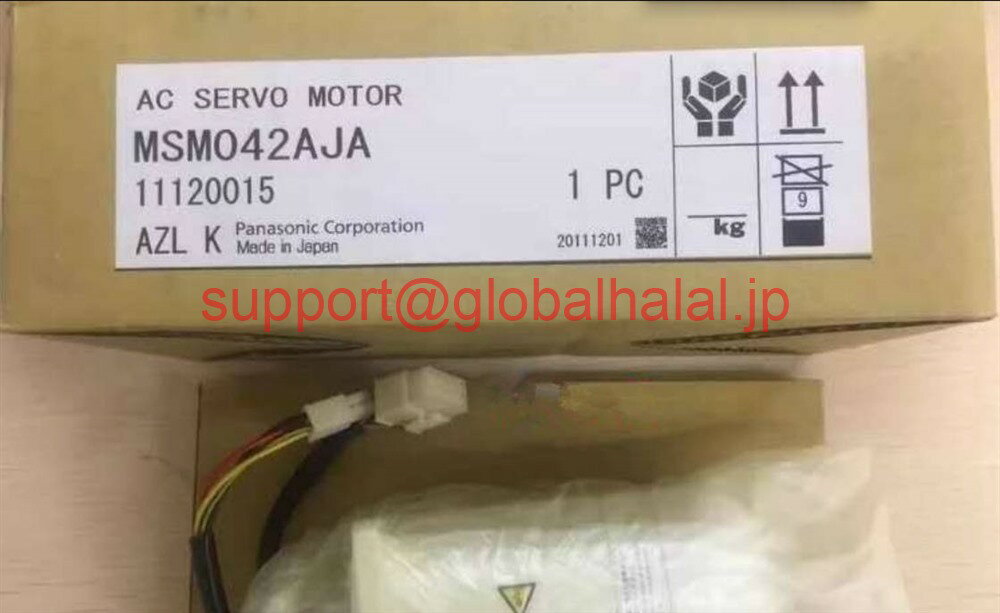 AC SERVO MOTOR
MSM042AJA
11120015
1 PC
AZL K
Panasonic Corporation
Made in Japan
20111201
kg
9
support@globalhalal.jp